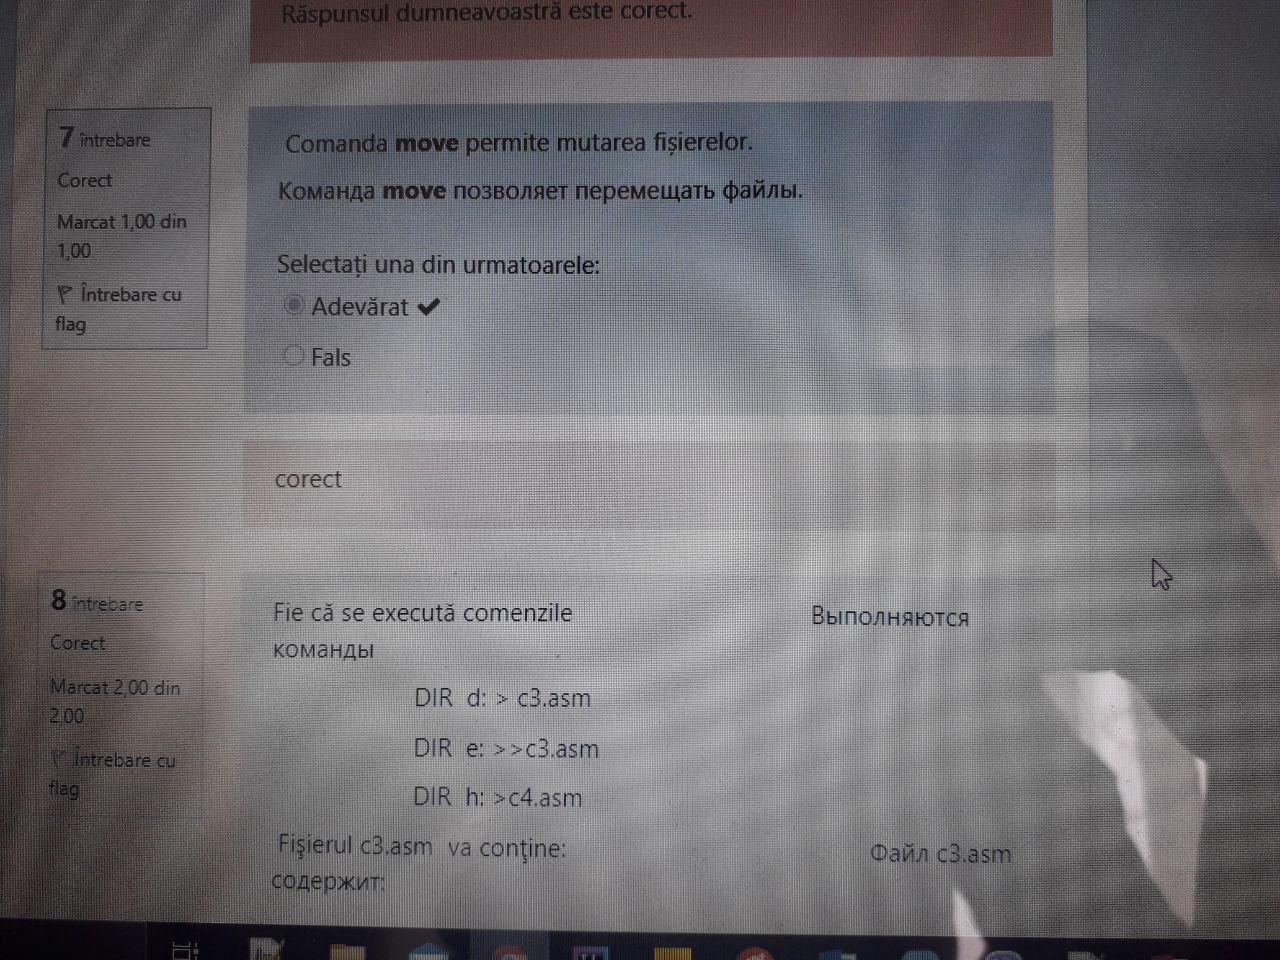 Răspunsul dumneavoastră este corect.
7 întrebare
Corect
Marcat 1,00 din
1,00
Întrebare cu
flag
Comanda move permite mutarea fișierelor.
Команда move позволяет перемещать файлы.
Selectați una din urmatoarele:
Adevărat
Fals
corect
8 întrebare
Corect
Marcat 2,00 din
2,00
Întrebare cu
flag
Fie că se execută comenzile Выполняются
команды
DIR d: > c3.asm
DIR e: >>c3.asm
DIR h: >c4.asm
Fişierul c3.asm va conţine: Файл c3.asm
содержит: